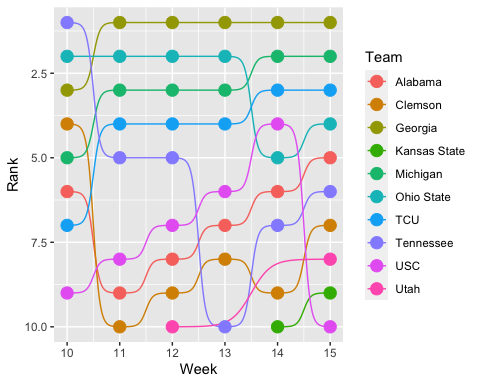 Rank
2.5
5.0
7.5
10.0
10 11 12 13 14 15
Week
Team
Alabama
Clemson
Georgia
Kansas State
Michigan
Ohio State
TCU
Tennessee
USC
Utah